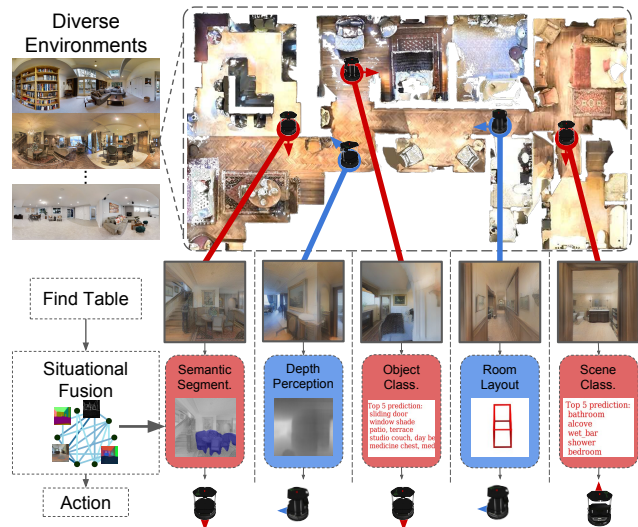 Diverse
Environments
Find Table
Situational
Fusion
Action
Semantic
Segment.
Depth
Perception
Object
Class.
Top 5 prediction:
sliding door
window shade
patio, terrace
studio couch, day be
medicine chest, med
Room
Layout
Scene
Class.
Top 5 prediction:
bathroom
alcove
wet_bar
shower
bedroom